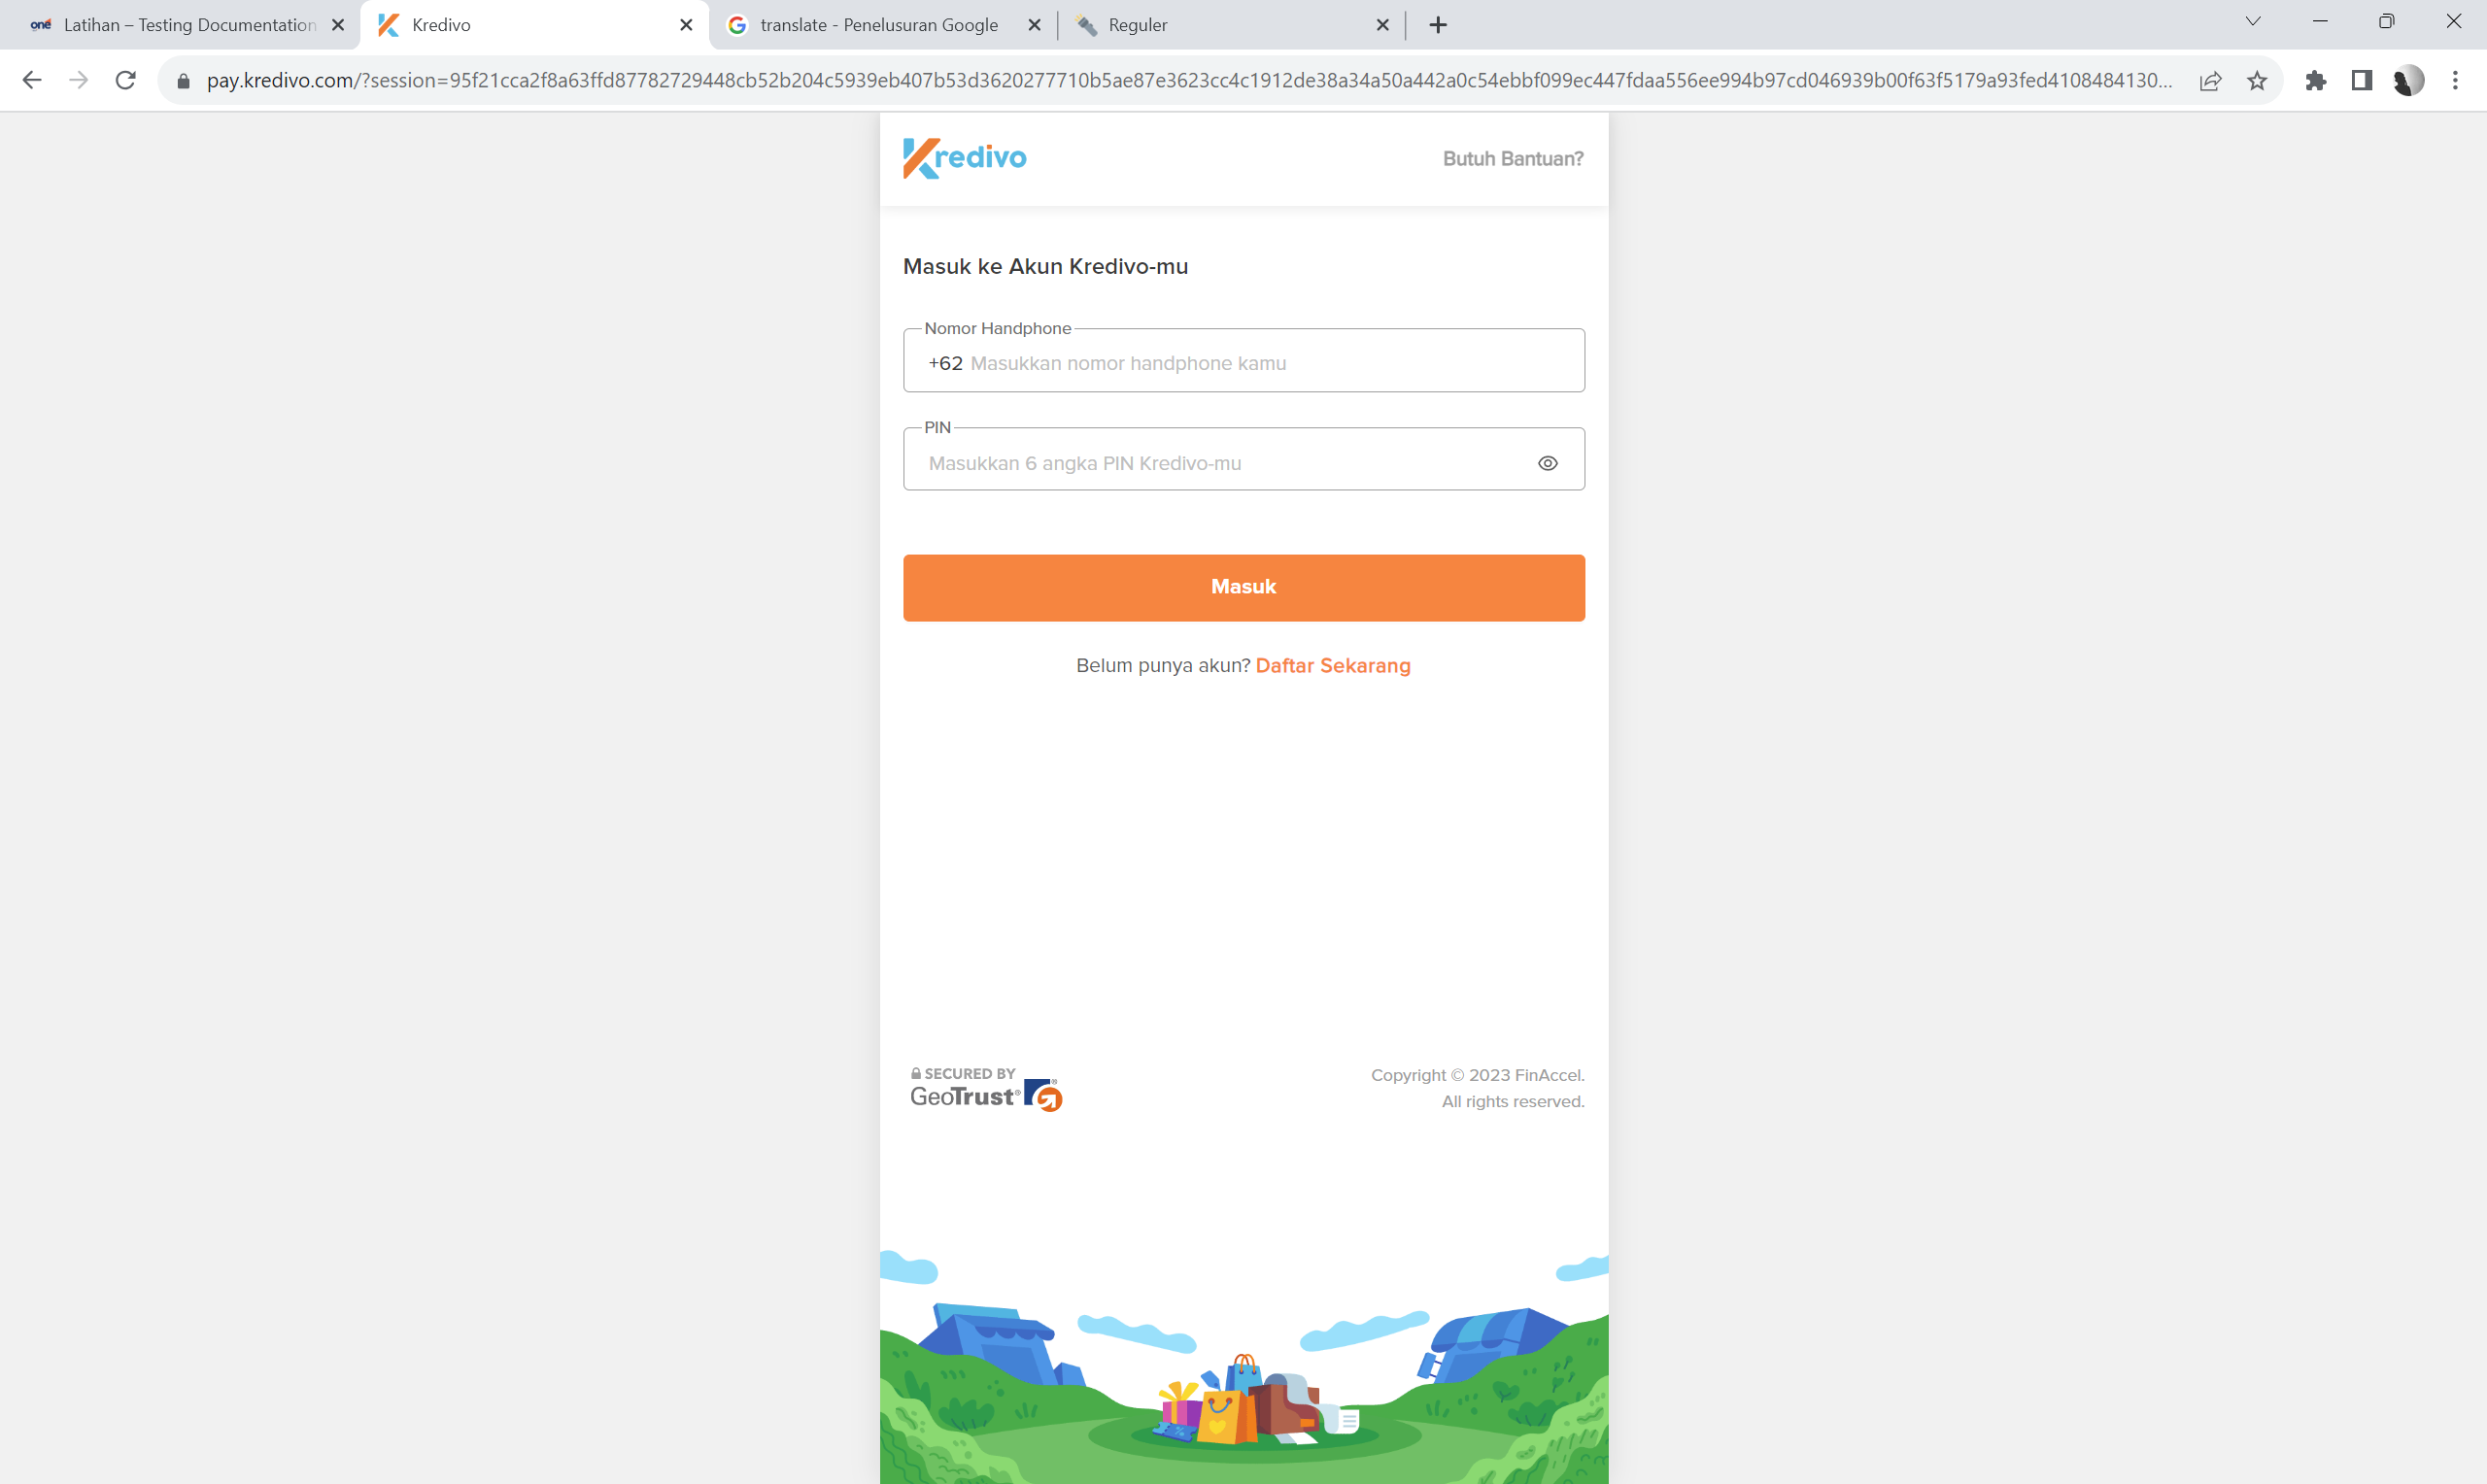 one Latihan – Testing Documentation
Kredivo
translate - Penelusuran Google
Reguler
pay.kredivo.com/?session=95f21cca2f8a63ffd87782729448cb52b204c5939eb407b53d3620277710b5ae87e3623cc4c1912de38a34a50a442a0c54ebbf099ec447fdaa556ee994b97cd046939b00f63f5179a93fed4108484130...
Kredivo
Butuh Bantuan?
Masuk ke Akun Kredivo-mu
Nomor Handphone
+62 Masukkan nomor handphone kamu
PIN
Masukkan 6 angka PIN Kredivo-mu
Masuk
Belum punya akun? Daftar Sekarang
SECURED BY
GeoTrust®
Copyright © 2023 FinAccel.
All rights reserved.